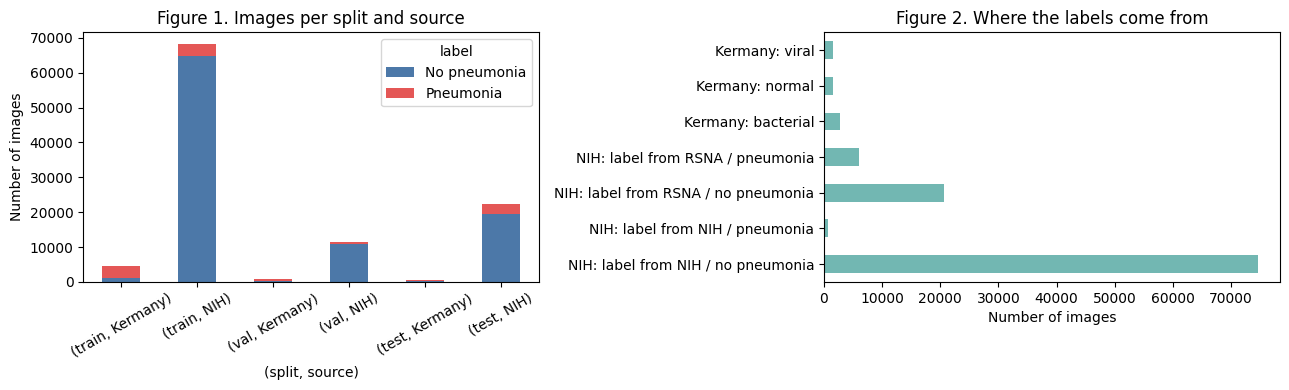 Figure 1. Images per split and source
Number of images
70000
60000
50000
40000
30000
20000
10000
0
label
No pneumonia
Pneumonia
(train, Kermany)
(train, NIH)
(val, Kermany)
(val, NIH)
(test, Kermany)
(test, NIH)
(split, source)
Figure 2. Where the labels come from
Kermany: viral
Kermany: normal
Kermany: bacterial
NIH: label from RSNA / pneumonia
NIH: label from RSNA / no pneumonia
NIH: label from NIH / pneumonia
NIH: label from NIH / no pneumonia
0 10000 20000 30000 40000 50000 60000 70000
Number of images